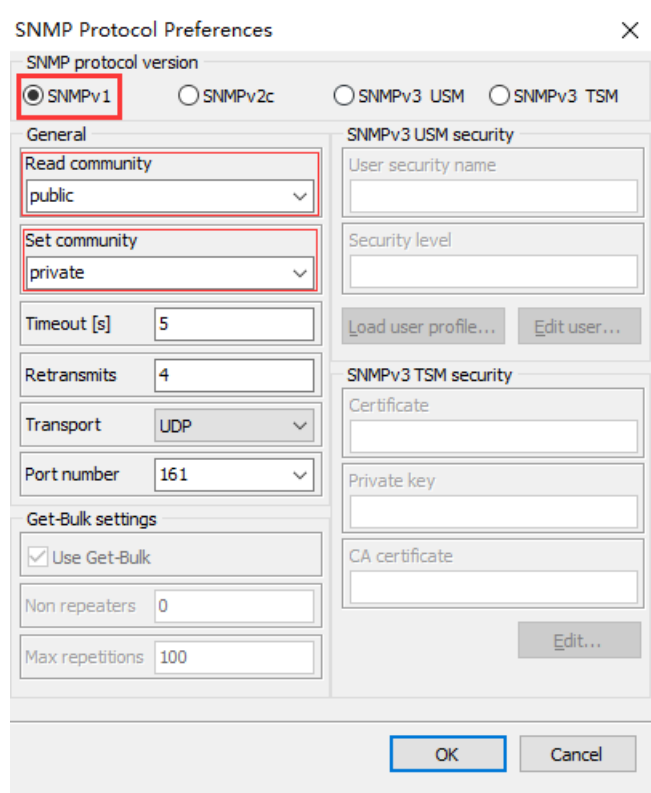 SNMP Protocol Preferences
SNMP protocol version
SNMPv1 SNMPv2c SNMPv3 USM SNMPv3 TSM
General
Read community
public
Set community
private
Timeout [s] 5
Retransmits 4
Transport UDP
Port number 161
Get-Bulk settings
Use Get-Bulk
Non repeaters 0
Max repetitions 100
SNMPv3 USM security
User security name
Security level
Load user profile... Edit user...
SNMPv3 TSM security
Certificate
Private key
CA certificate
Edit...
OK Cancel